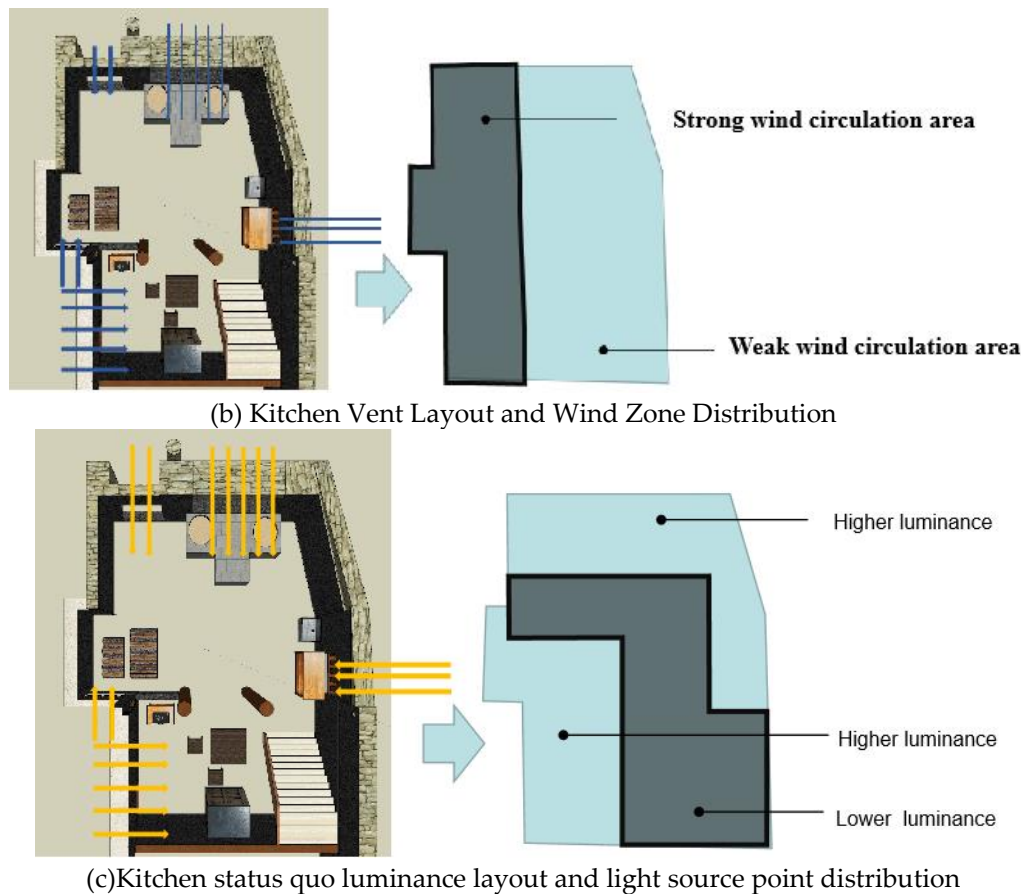 Strong wind circulation area
Weak wind circulation area
(b) Kitchen Vent Layout and Wind Zone Distribution
Higher luminance
Higher luminance
Lower  luminance
(c)Kitchen status quo luminance layout and light source point distribution